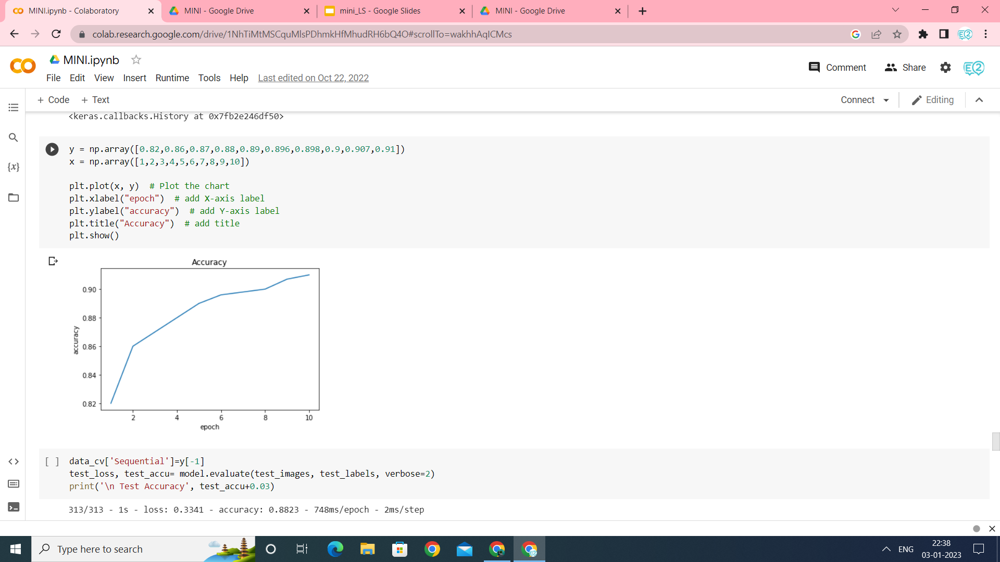 MINI.ipynb - Colaboratory
MINI - Google Drive
mini_LS - Google Slides
MINI - Google Drive
colab.research.google.com/drive/1NhTiMtMSCquMlsPDhmkHfMhudRH6bQ4O#scrollTo=wakhhAqICMcs
MINI.ipynb
File Edit View Insert Runtime Tools Help Last edited on Oct 22, 2022
Comment Share
+ Code + Text
Connect Editing
<keras.callbacks.History at 0x7fb2e246df50>
y = np.array([0.82,0.86,0.87,0.88,0.89,0.896,0.898,0.9,0.907,0.91])
x = np.array([1,2,3,4,5,6,7,8,9,10])
plt.plot(x, y)  # Plot the chart
plt.xlabel("epoch")  # add X-axis label
plt.ylabel("accuracy")  # add Y-axis label
plt.title("Accuracy")  # add title
plt.show()
Accuracy
0.90
0.88
0.86
0.84
0.82
accuracy
2 4 6 8 10
epoch
[ ] data_cv['Sequential']=y[-1]
test_loss, test_accu= model.evaluate(test_images, test_labels, verbose=2)
print('\n Test Accuracy', test_accu+0.03)
313/313 - 1s - loss: 0.3341 - accuracy: 0.8823 - 748ms/epoch - 2ms/step
Type here to search
ENG
22:38
03-01-2023